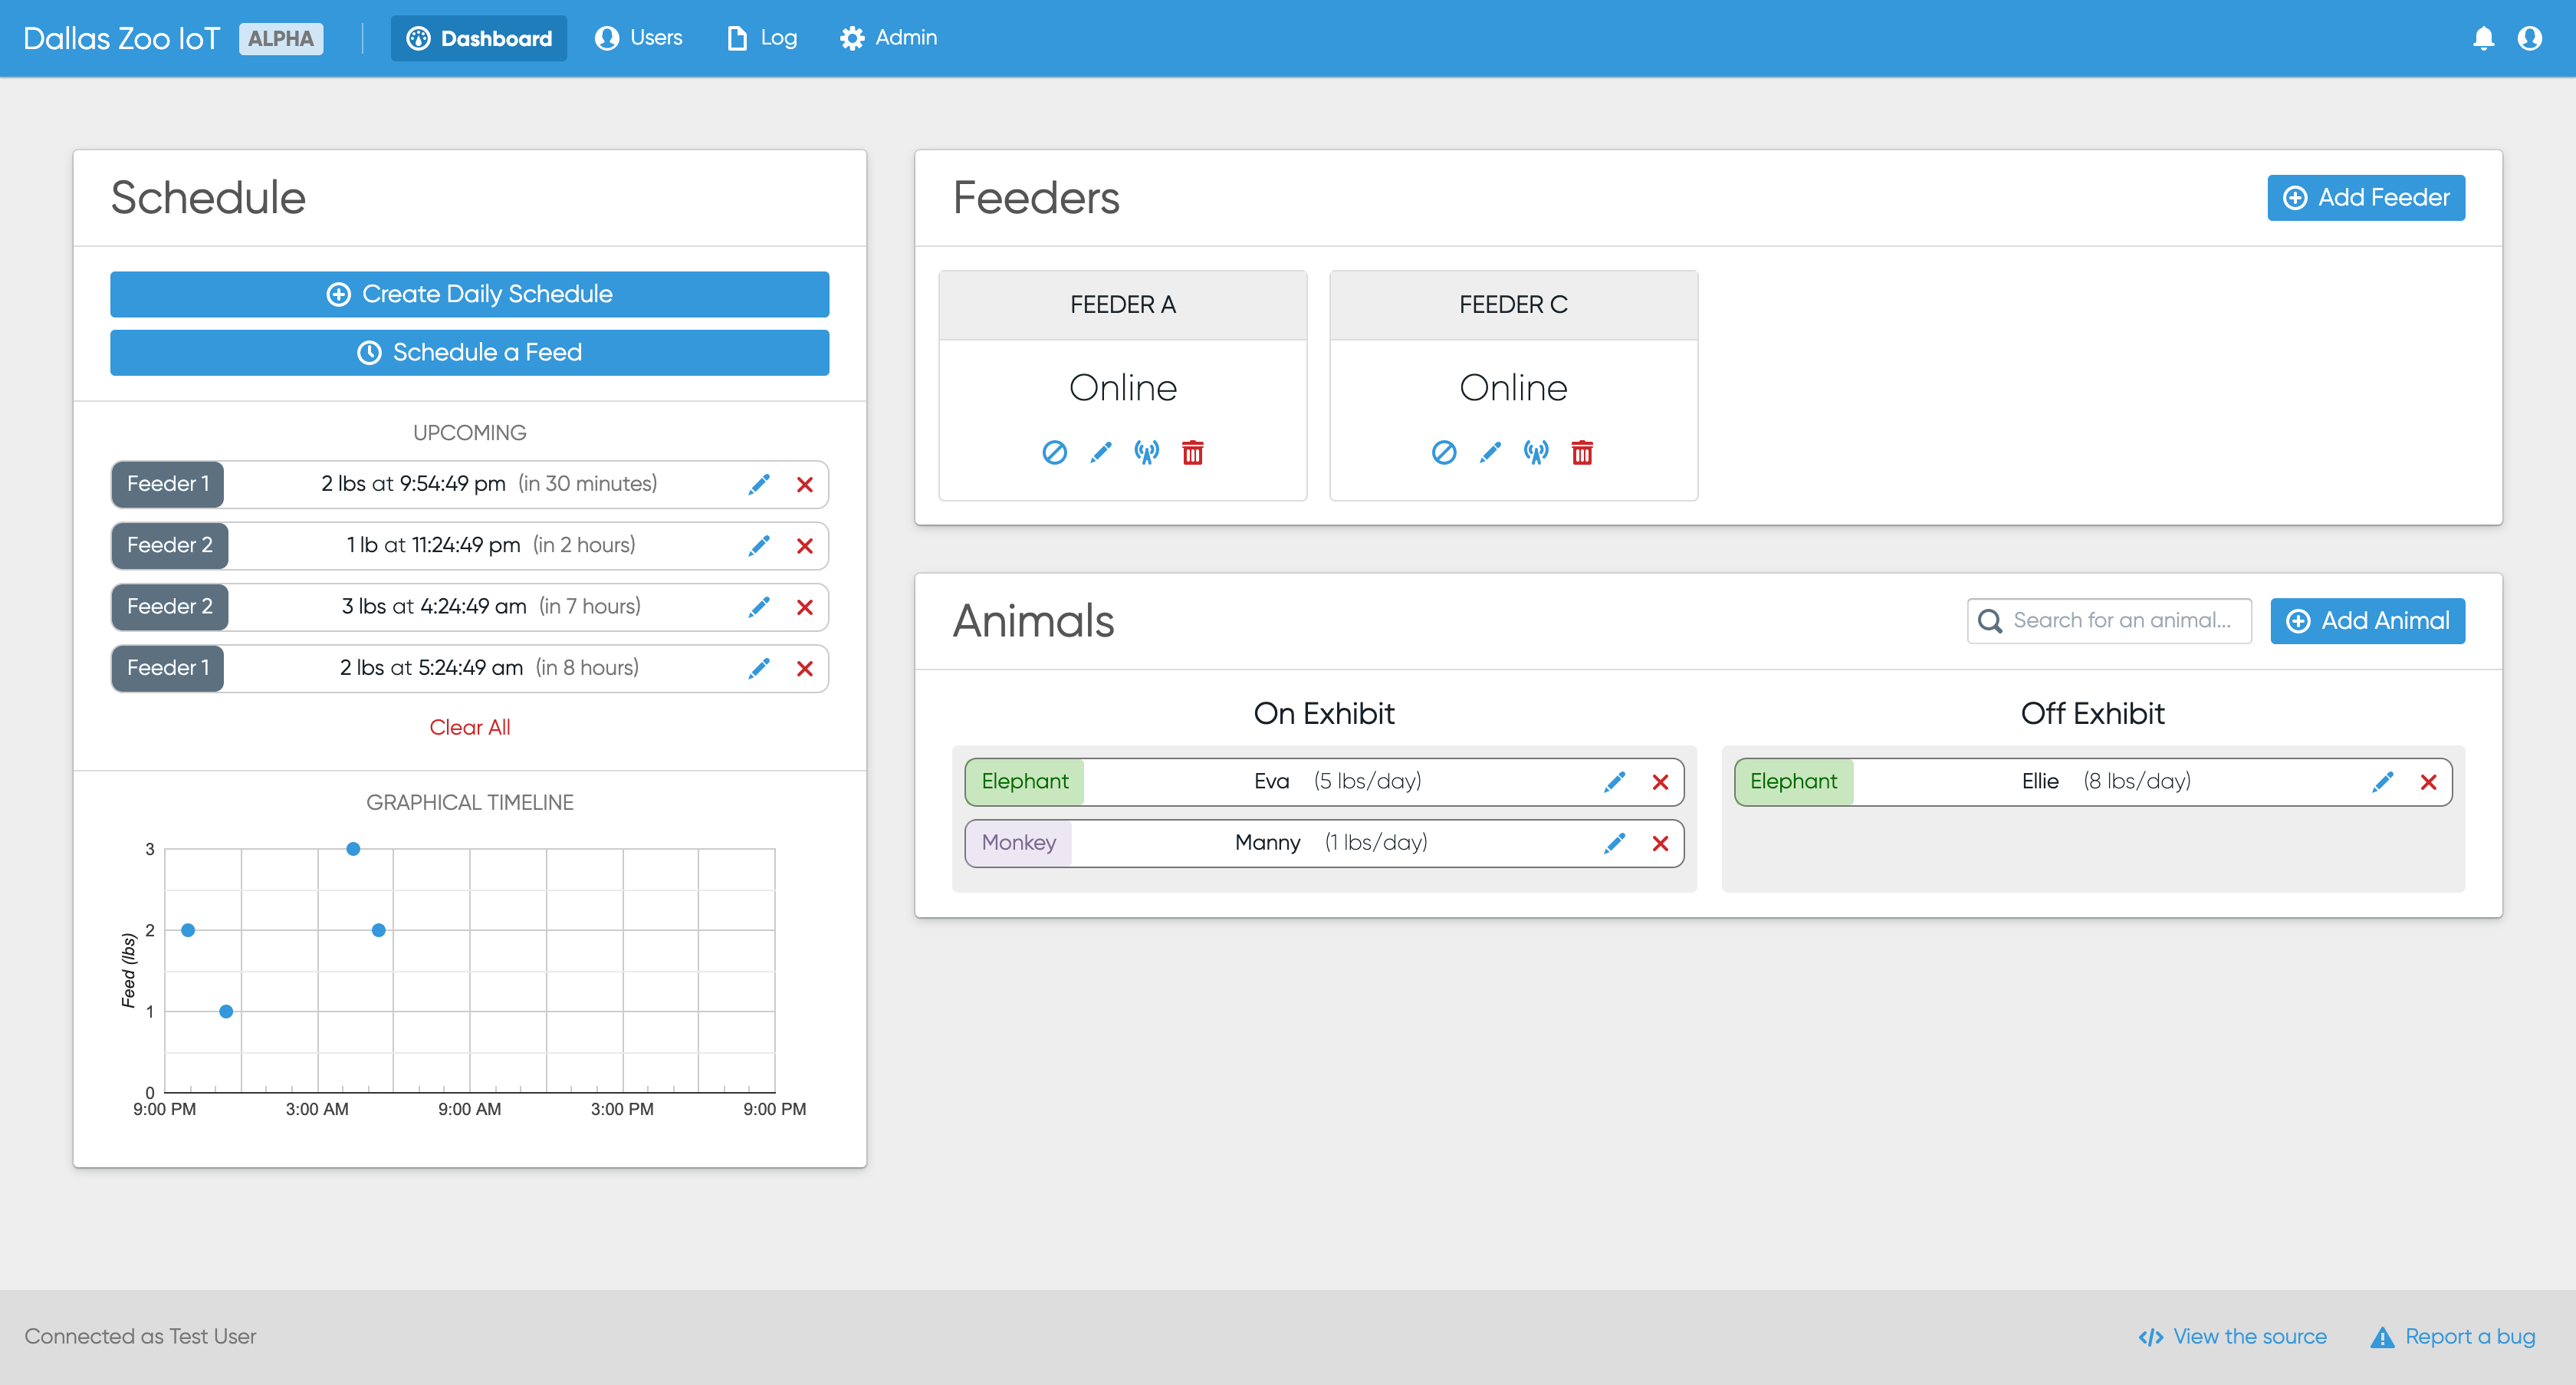 Dallas Zoo IoT ALPHA Dashboard Users Log Admin
Schedule
Create Daily Schedule
Schedule a Feed
UPCOMING
Feeder 1 2 lbs at 9:54:49 pm (in 30 minutes)
Feeder 2 1 lb at 11:24:49 pm (in 2 hours)
Feeder 2 3 lbs at 4:24:49 am (in 7 hours)
Feeder 1 2 lbs at 5:24:49 am (in 8 hours)
Clear All
GRAPHICAL TIMELINE
3
2
1
0
Feed (lbs)
9:00 PM 3:00 AM 9:00 AM 3:00 PM 9:00 PM
Feeders Add Feeder
FEEDER A FEEDER C
Online Online
Animals Search for an animal... Add Animal
On Exhibit Off Exhibit
Elephant Eva (5 lbs/day) Elephant Ellie (8 lbs/day)
Monkey Manny (1 lbs/day)
Connected as Test User View the source Report a bug